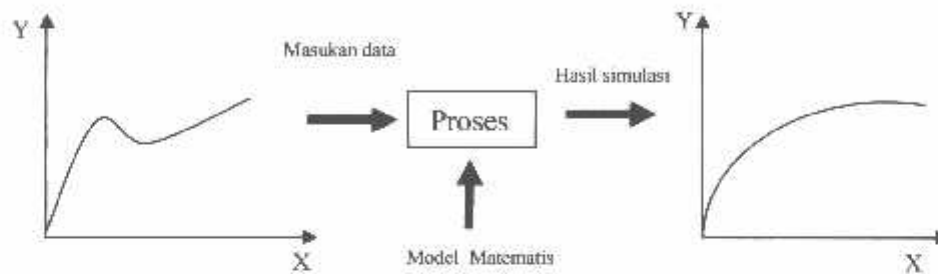 Y
Masukan data
Hasil simulasi
Y
Proses
X
Model Matematis
X